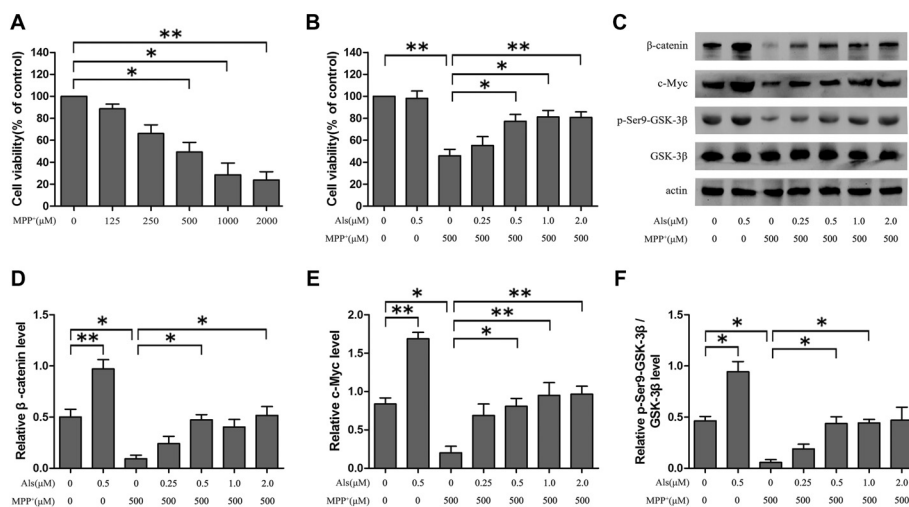 A
** 
*
*
Cell viability(% of control)
140
120
100
80
60
40
20
0
MPP⁺(μM) 0 125 250 500 1000 2000
B
** **
*
*
Cell viability(% of control)
140
120
100
80
60
40
20
0
Als(μM) 0 0.5 0 0.25 0.5 1.0 2.0
MPP⁺(μM) 0 0 500 500 500 500 500
C
β-catenin
c-Myc
p-Ser9-GSK-3β
GSK-3β
actin
Als(μM) 0 0.5 0 0.25 0.5 1.0 2.0
MPP⁺(μM) 0 0 500 500 500 500 500
D
* *
** *
Relative β -catenin level
1.5
1.0
0.5
0.0
Als(μM) 0 0.5 0 0.25 0.5 1.0 2.0
MPP⁺(μM) 0 0 500 500 500 500 500
E
* **
** **
*
Relative c-Myc level
2.0
1.5
1.0
0.5
0.0
Als(μM) 0 0.5 0 0.25 0.5 1.0 2.0
MPP⁺(μM) 0 0 500 500 500 500 500
F
* *
* *
Relative p-Ser9-GSK-3β /
GSK-3β level
1.5
1.0
0.5
0.0
Als(μM) 0 0.5 0 0.25 0.5 1.0 2.0
MPP⁺(μM) 0 0 500 500 500 500 500